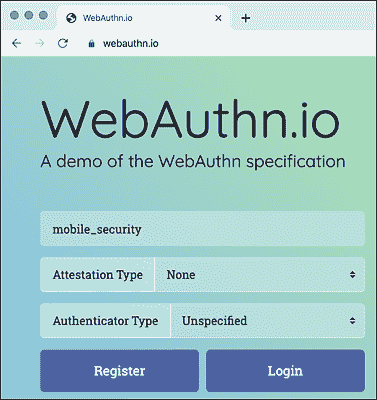 WebAuthn.io
webauthn.io
WebAuthn.io
A demo of the WebAuthn specification
mobile_security
Attestation Type None
Authenticator Type Unspecified
Register Login